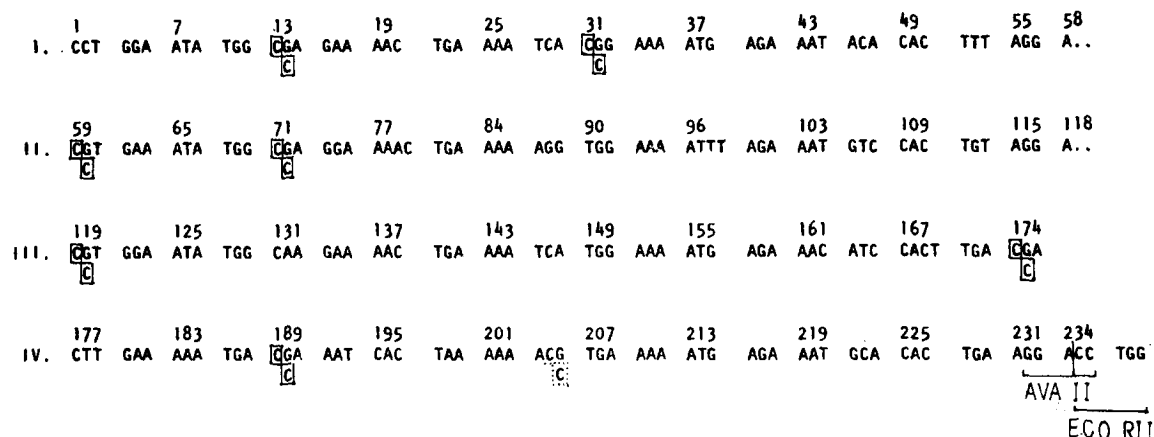 1 7 13 19 25 31 37 43 49 55 58
I. CCT GGA ATA TGG CGA GAA AAC TGA AAA TCA CGG AAA ATG AGA AAT ACA CAC TTT AGG A..
C C
59 65 71 77 84 90 96 103 109 115 118
II. CGT GAA ATA TGG CGA GGA AAAC TGA AAA AGG TGG AAA ATTT AGA AAT GTC CAC TGT AGG A..
C C
119 125 131 137 143 149 155 161 167 174
III. CGT GGA ATA TGG CAA GAA AAC TGA AAA TCA TGG AAA ATG AGA AAC ATC CACT TGA CGA
C C
177 183 189 195 201 207 213 219 225 231 234
IV. CTT GAA AAA TGA CGA AAT CAC TAA AAA ACG TGA AAA ATG AGA AAT GCA CAC TGA AGG ACC TGG
C C
AVA II
ECO RII